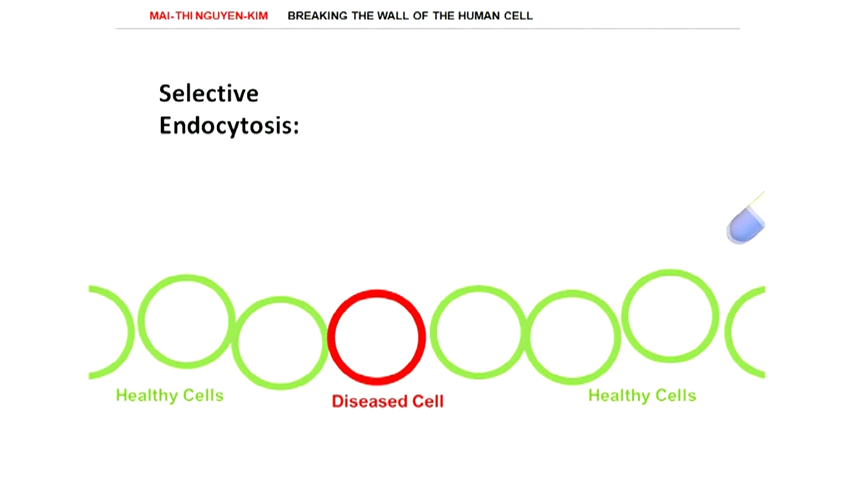 MAI-THI NGUYEN-KIM BREAKING THE WALL OF THE HUMAN CELL
Selective
Endocytosis:
Healthy Cells
Diseased Cell
Healthy Cells